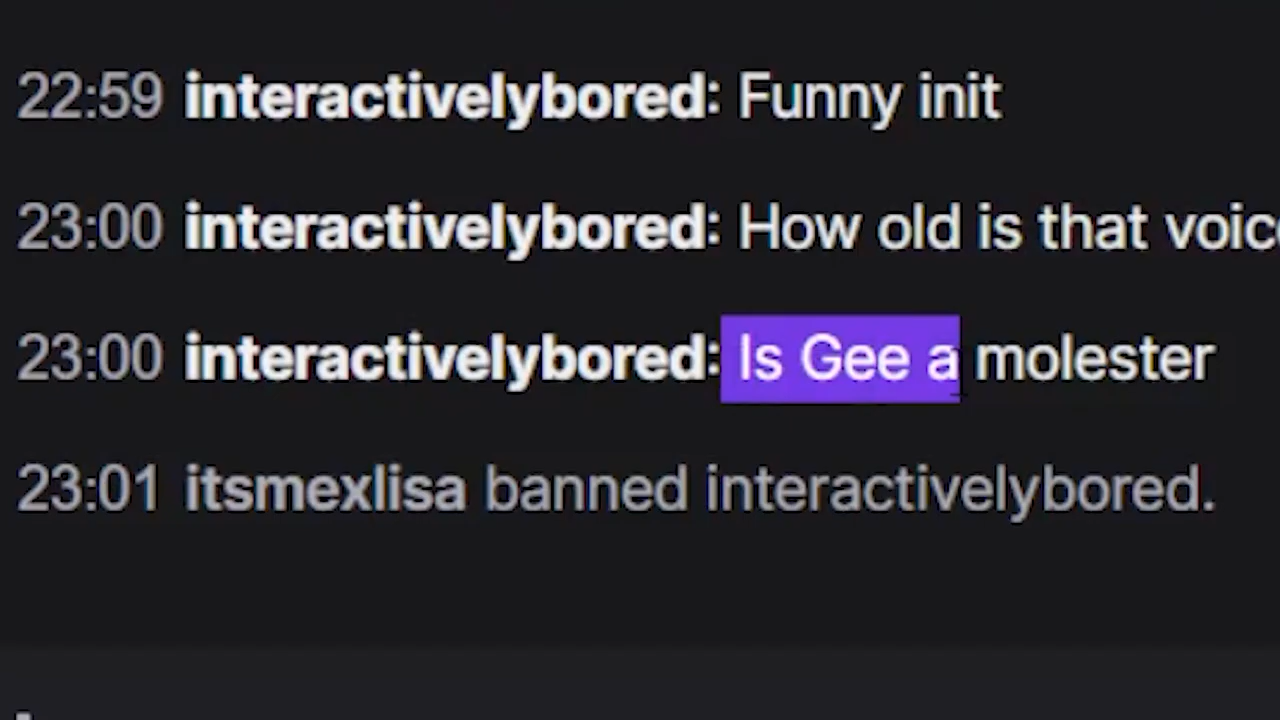 22:59 interactivelybored: Funny init
23:00 interactivelybored: How old is that
23:00 interactivelybored: Is Gee a molester
23:01 itsmexlisa banned interactivelybored.